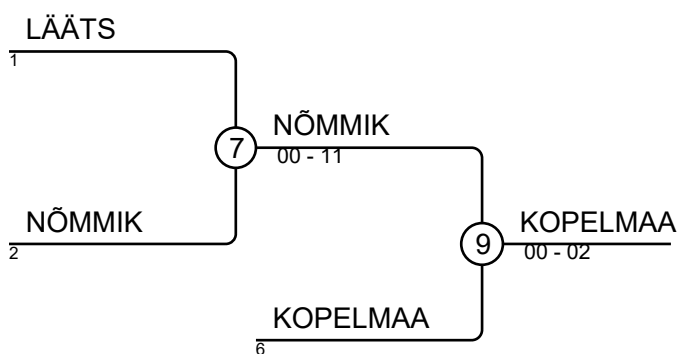 LÄÄTS
1
7
NÕMMIK
00 - 11
NÕMMIK
2
9
KOPELMAA
00 - 02
KOPELMAA
6